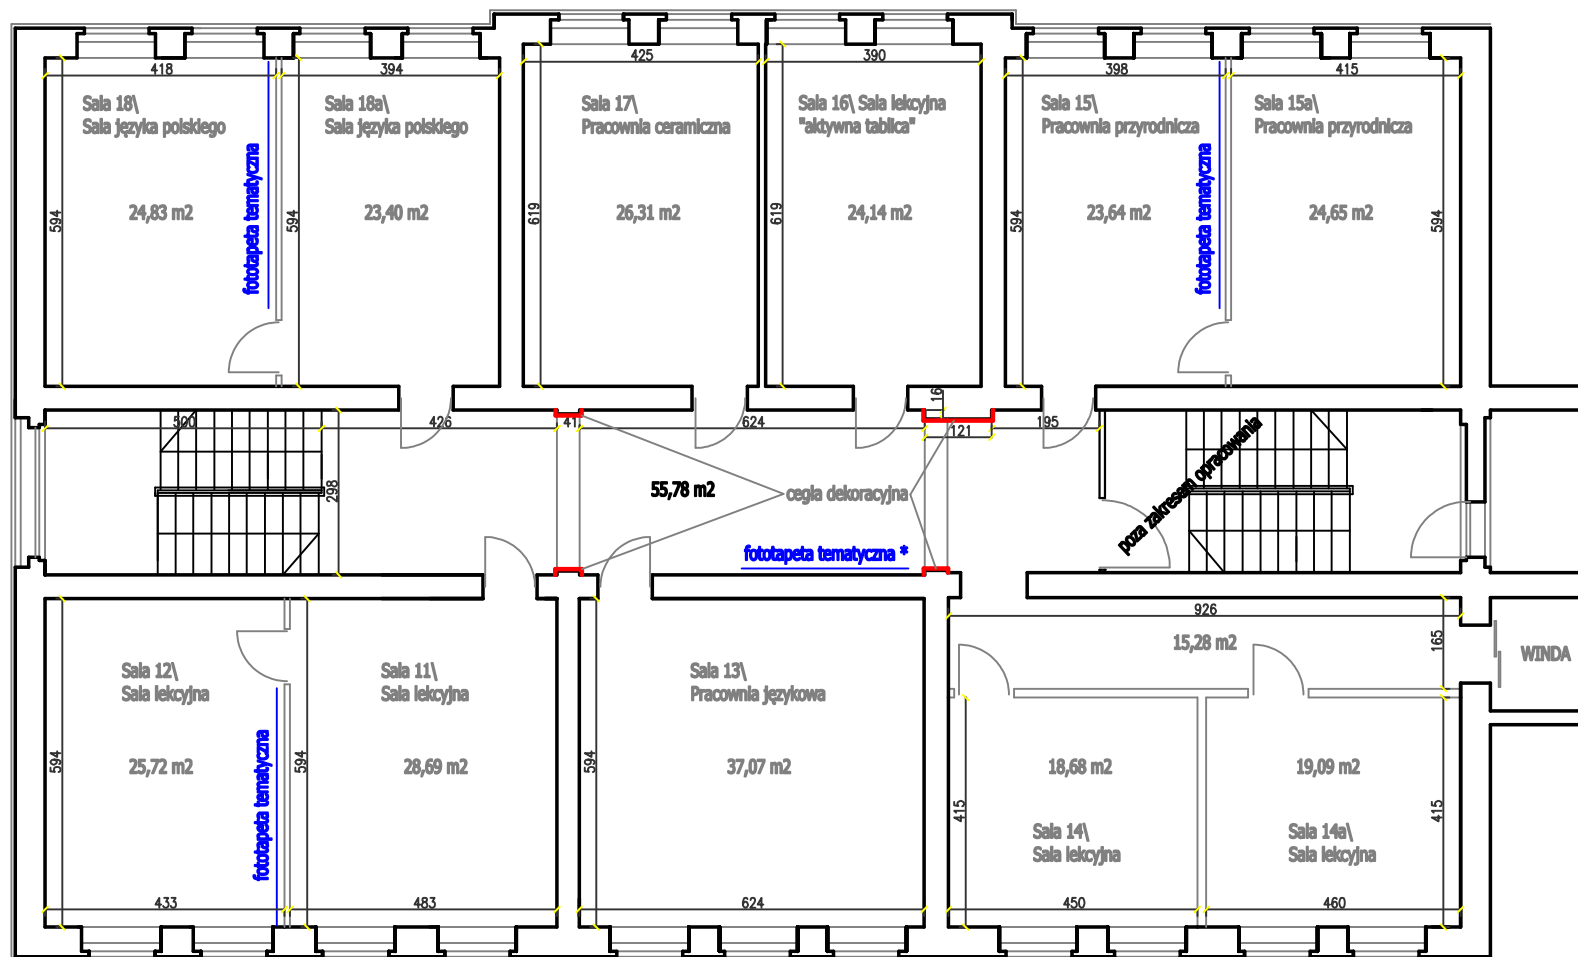 418
394
425
390
398
415
Sala 18\
Sala języka polskiego
Sala 18a\
Sala języka polskiego
Sala 17\
Pracownia ceramiczna
Sala 16\ Sala lekcyjna
"aktywna tablica"
Sala 15\
Pracownia przyrodnicza
Sala 15a\
Pracownia przyrodnicza
fototapeta tematyczna
fototapeta tematyczna
594
24,83 m2
594
23,40 m2
619
26,31 m2
619
24,14 m2
594
23,64 m2
24,65 m2
594
16
500
426
41
624
121
195
298
55,78 m2
cegła dekoracyjna
poza zakresem opracowania
fototapeta tematyczna *
926
15,28 m2
165
WINDA
Sala 12\
Sala lekcyjna
Sala 11\
Sala lekcyjna
Sala 13\
Pracownia językowa
fototapeta tematyczna
594
25,72 m2
594
28,69 m2
594
37,07 m2
18,68 m2
19,09 m2
415
415
Sala 14\
Sala lekcyjna
Sala 14a\
Sala lekcyjna
433
483
624
450
460